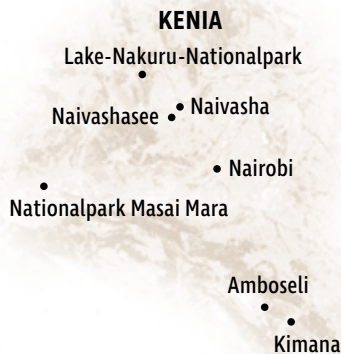 KENIA
Lake-Nakuru-Nationalpark
Naivasha
Naivashasee
Nairobi
Nationalpark Masai Mara
Amboseli
Kimana